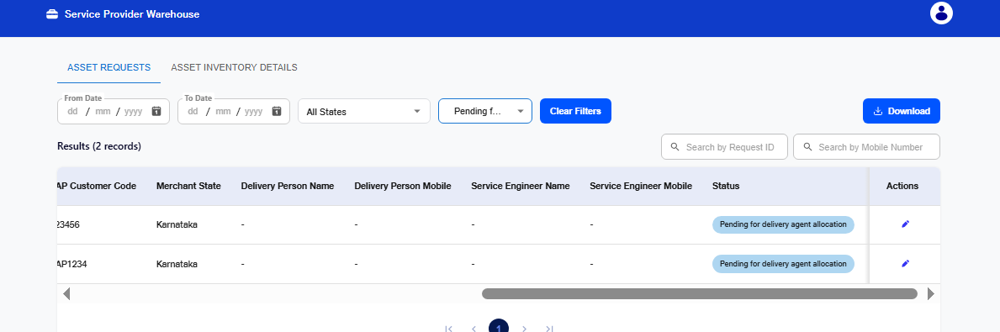 Service Provider Warehouse
ASSET REQUESTS ASSET INVENTORY DETAILS
From Date To Date
dd / mm / yyyy dd / mm / yyyy All States Pending f... Clear Filters Download
Results (2 records) Search by Request ID Search by Mobile Number
AP Customer Code Merchant State Delivery Person Name Delivery Person Mobile Service Engineer Name Service Engineer Mobile Status Actions
23456 Karnataka - - - - Pending for delivery agent allocation
AP1234 Karnataka - - - - Pending for delivery agent allocation
1